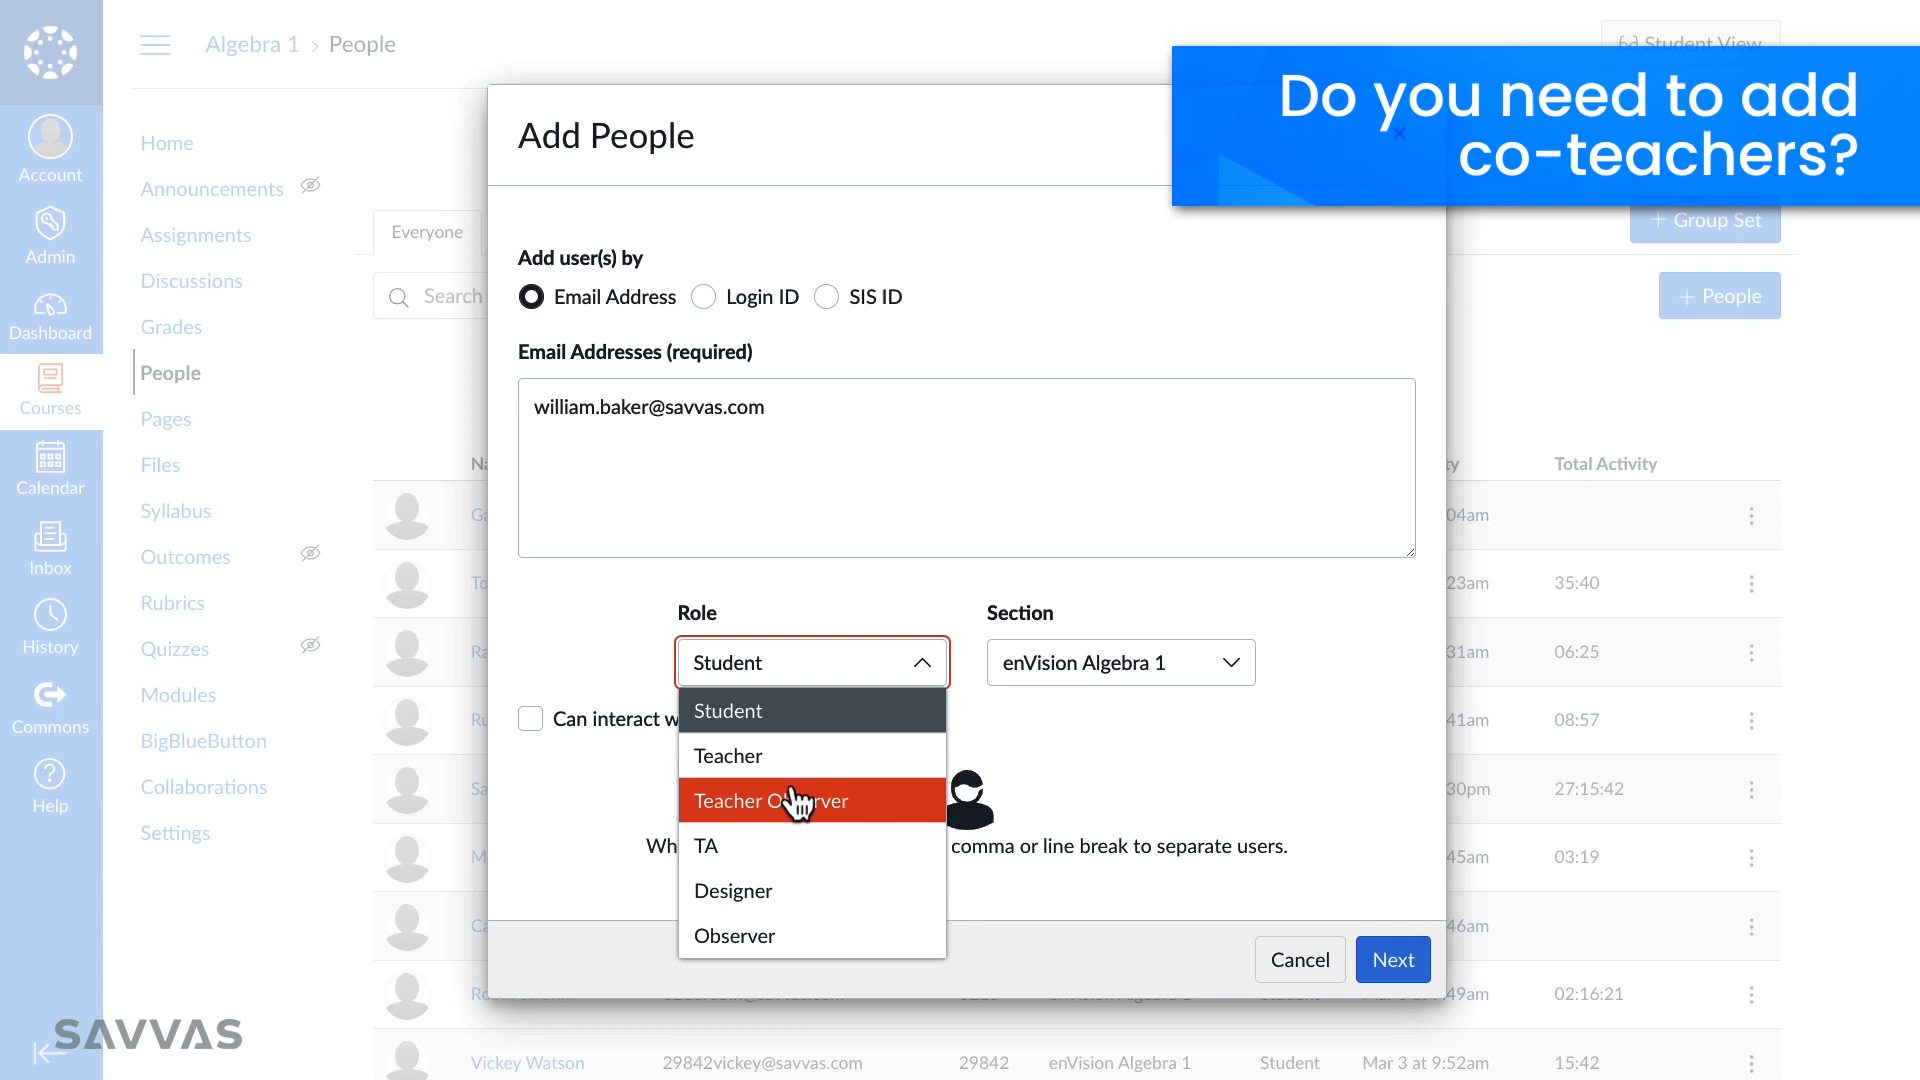 Algebra 1 › People
Student View
Do you need to add
co-teachers?
Account
Admin
Dashboard
Courses
Calendar
Inbox
History
Commons
Help
SAVVAS
Home
Announcements
Assignments
Discussions
Grades
People
Pages
Files
Syllabus
Outcomes
Rubrics
Quizzes
Modules
BigBlueButton
Collaborations
Settings
Everyone
Search
+ Group Set
+ People
Add People
Add user(s) by
Email Address Login ID SIS ID
Email Addresses (required)
william.baker@savvas.com
Role Section
Student enVision Algebra 1
Can interact w
Student
Teacher
Teacher O rver
TA
Designer
Observer
Wh comma or line break to separate users.
Cancel Next
Total Activity
04am
23am 35:40
31am 06:25
41am 08:57
30pm 27:15:42
45am 03:19
46am
49am 02:16:21
Vickey Watson 29842vickey@savvas.com 29842 enVision Algebra 1 Student Mar 3 at 9:52am 15:42